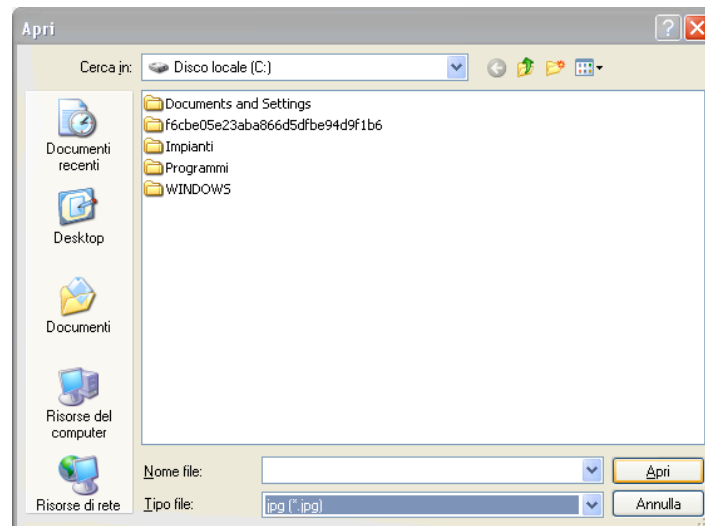 Apri
Cerca in:
Disco locale (C:)
Documenti
recenti
Desktop
Documenti
Risorse del
computer
Risorse di rete
Documents and Settings
f6cbe05e23aba866d5dfbe94d9f1b6
Impianti
Programmi
WINDOWS
Nome file:
Apri
Tipo file:
jpg (*.jpg)
Annulla